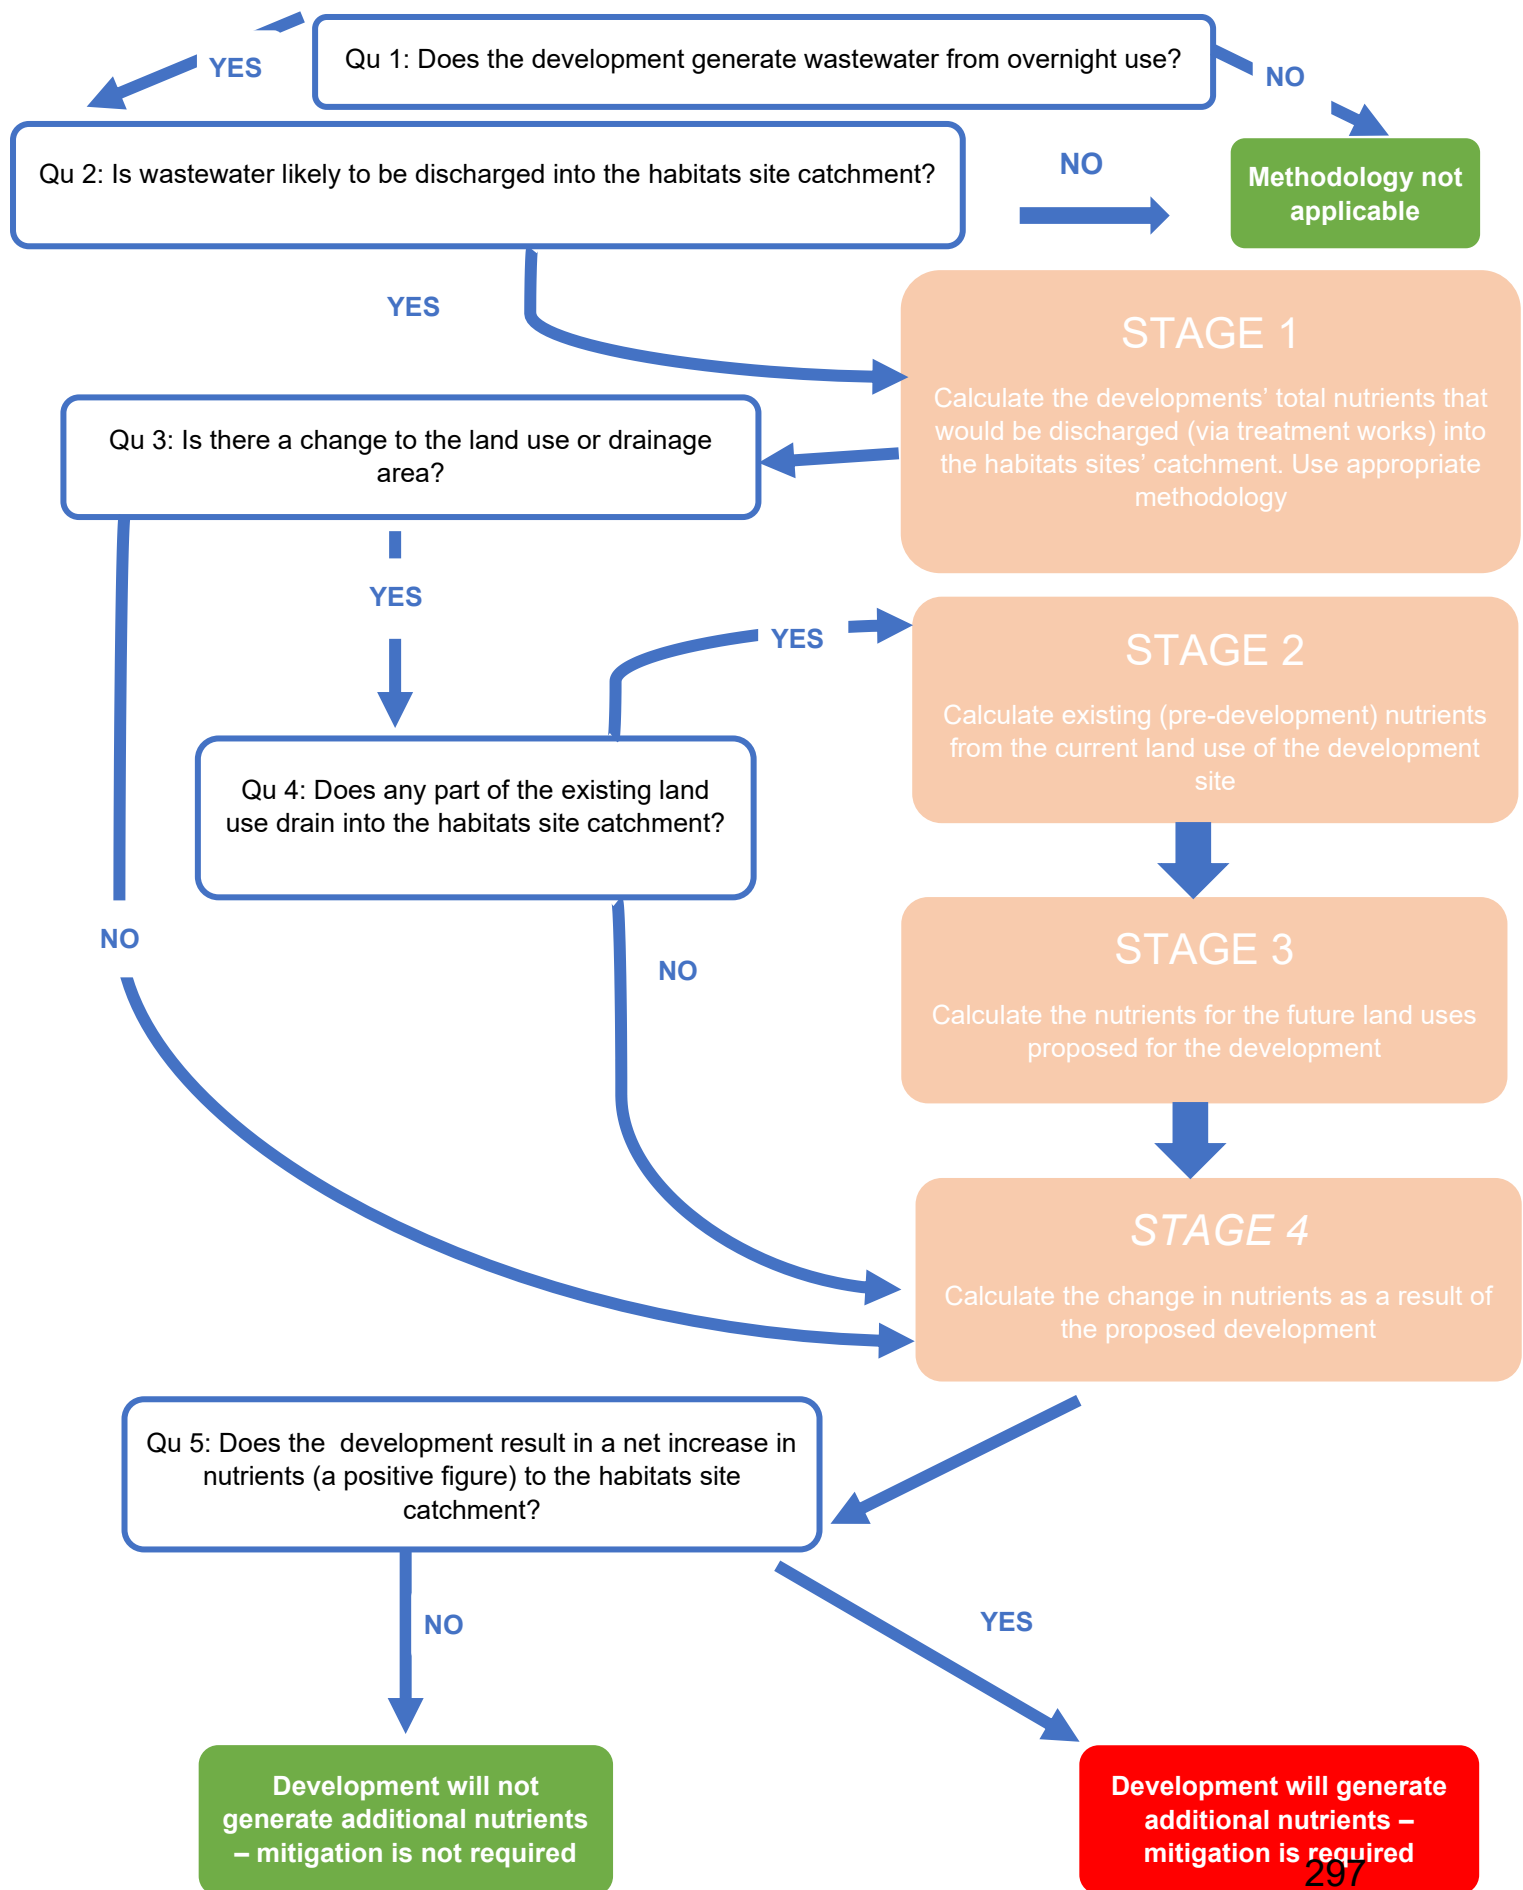 Qu 1: Does the development generate wastewater from overnight use?
YES
NO
Qu 2: Is wastewater likely to be discharged into the habitats site catchment?
NO
Methodology not
applicable
YES
STAGE 1
Calculate the developments’ total nutrients that
would be discharged (via treatment works) into
the habitats sites’ catchment. Use appropriate
methodology
Qu 3: Is there a change to the land use or drainage
area?
YES
YES
STAGE 2
Calculate existing (pre-development) nutrients
from the current land use of the development
site
Qu 4: Does any part of the existing land
use drain into the habitats site catchment?
NO
NO
STAGE 3
Calculate the nutrients for the future land uses
proposed for the development
STAGE 4
Calculate the change in nutrients as a result of
the proposed development
Qu 5: Does the  development result in a net increase in
nutrients (a positive figure) to the habitats site
catchment?
NO
YES
Development will not
generate additional nutrients
– mitigation is not required
Development will generate
additional nutrients –
mitigation is required
297